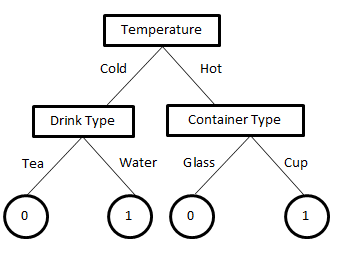 Temperature
Cold Hot
Drink Type Container Type
Tea Water Glass Cup
0 1 0 1